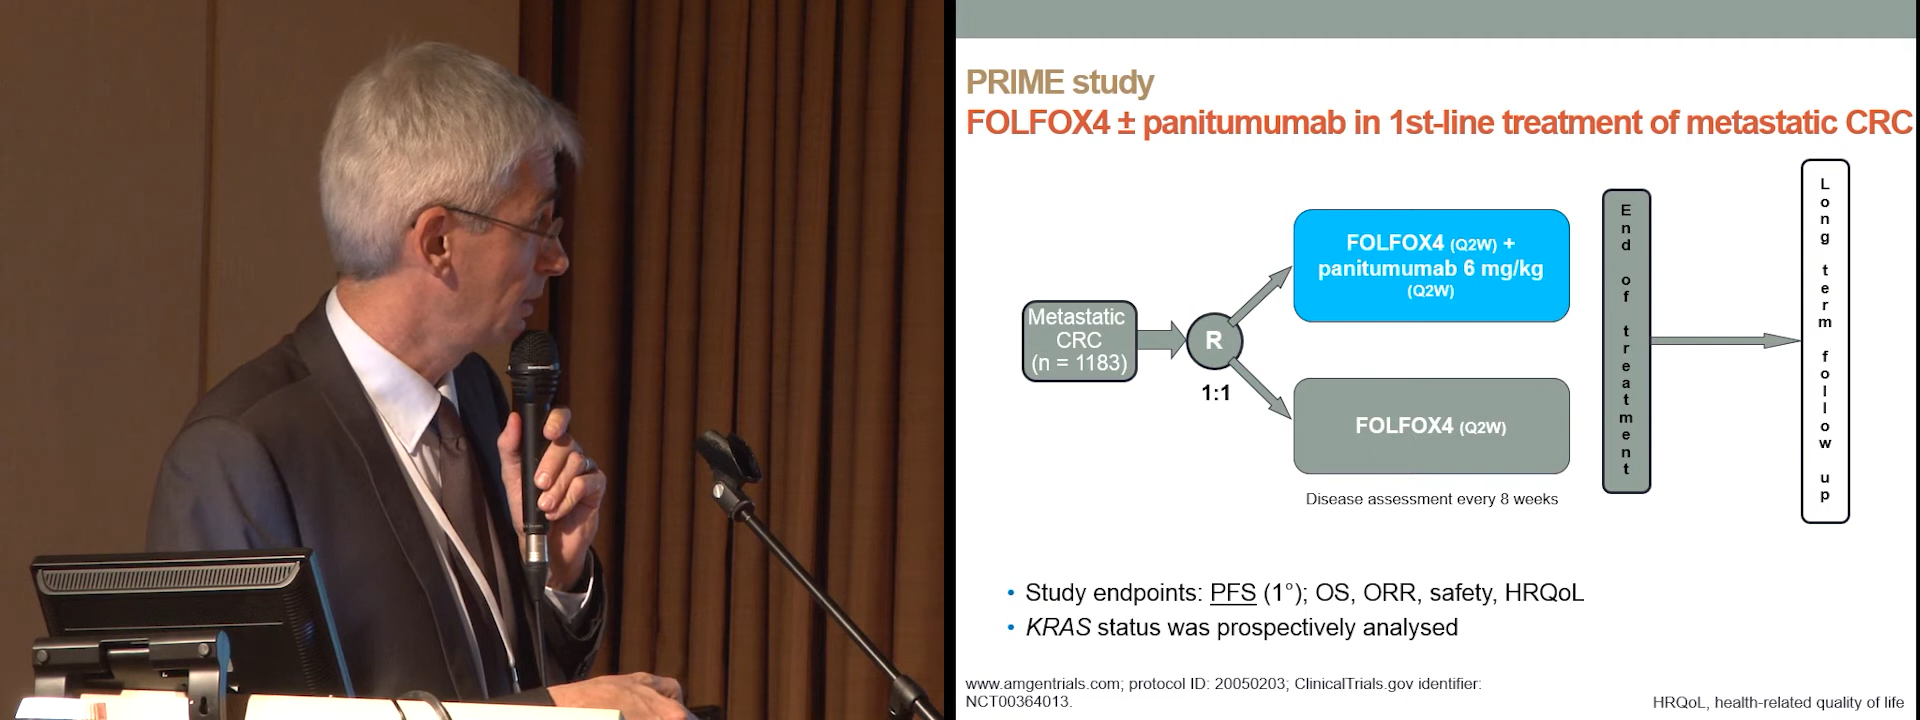 PRIME study
FOLFOX4 ± panitumumab in 1st-line treatment of metastatic CRC
Metastatic
CRC
(n = 1183)
R
1:1
FOLFOX4 (Q2W) +
panitumumab 6 mg/kg
(Q2W)
FOLFOX4 (Q2W)
Disease assessment every 8 weeks
End of treatment
Long term follow up
• Study endpoints: PFS (1°); OS, ORR, safety, HRQoL
• KRAS status was prospectively analysed
www.amgentrials.com; protocol ID: 20050203; ClinicalTrials.gov identifier:
NCT00364013.
HRQoL, health-related quality of life